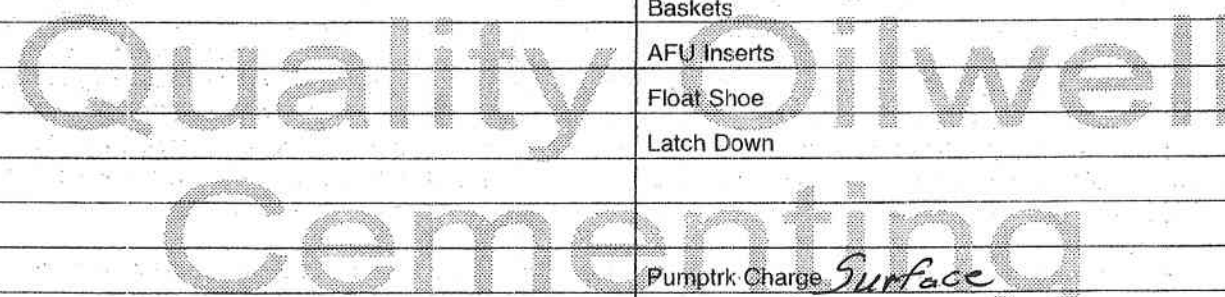 Baskets
Quality Oilwell
AFU Inserts
Float Shoe
Latch Down
Cementing
Pumptrk Charge Surface